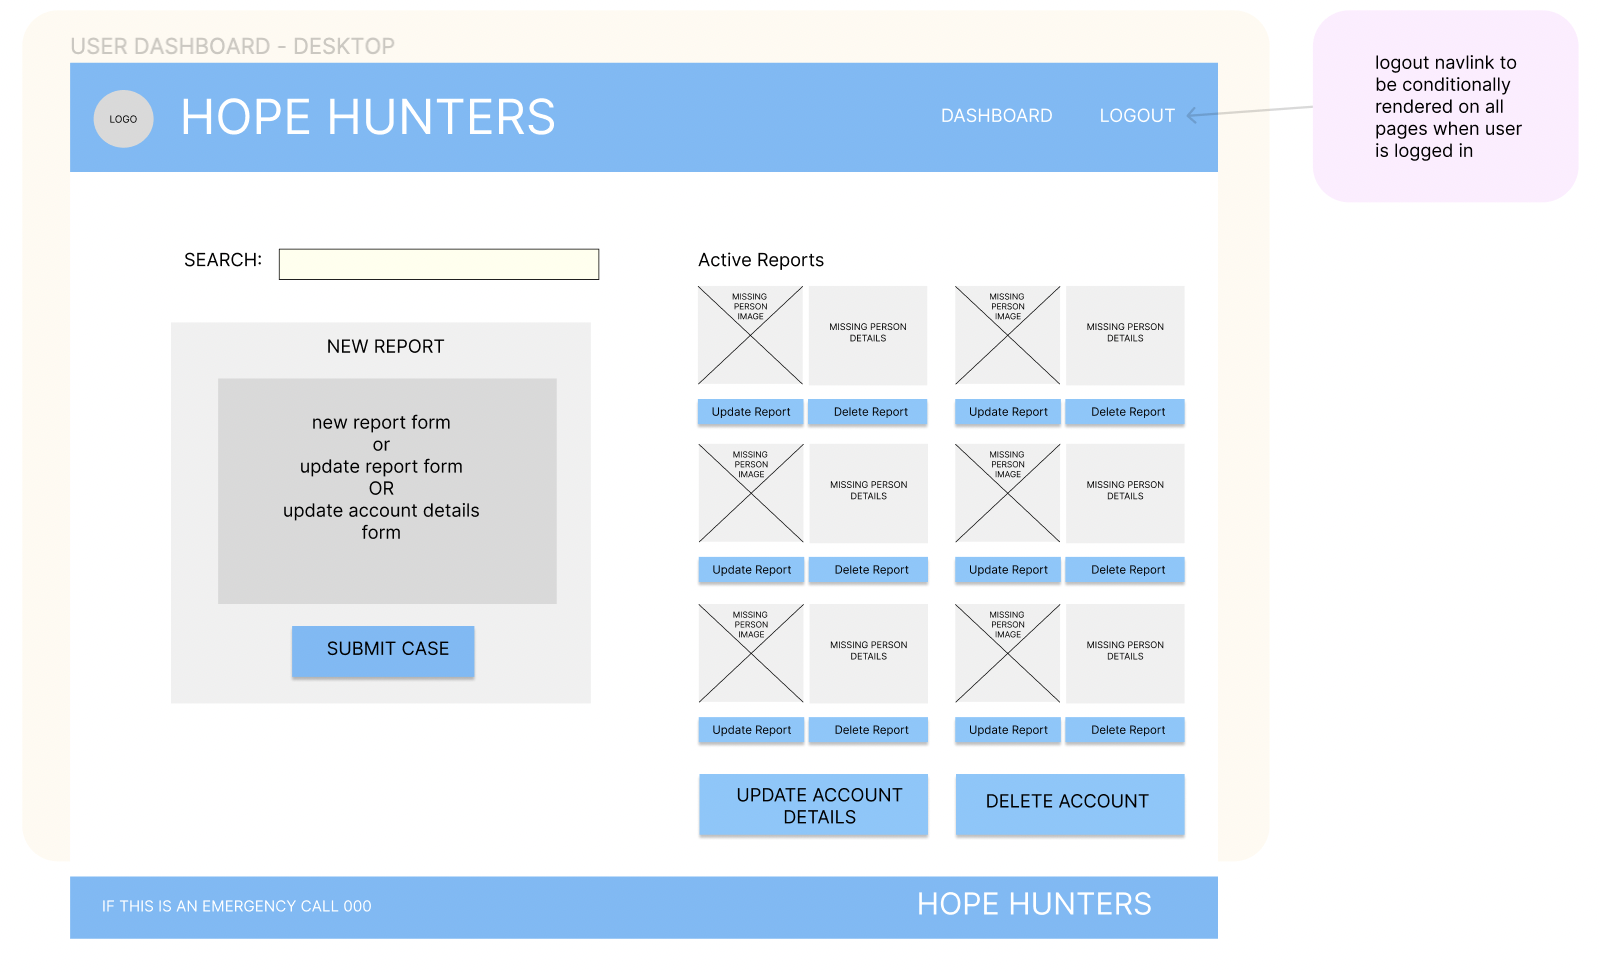 USER DASHBOARD - DESKTOP
LOGO
HOPE HUNTERS
DASHBOARD
LOGOUT
logout navlink to
be conditionally
rendered on all
pages when user
is logged in
SEARCH:
NEW REPORT
new report form
or
update report form
OR
update account details
form
SUBMIT CASE
Active Reports
MISSING
PERSON
IMAGE
MISSING PERSON
DETAILS
MISSING
PERSON
IMAGE
MISSING PERSON
DETAILS
Update Report
Delete Report
Update Report
Delete Report
MISSING
PERSON
IMAGE
MISSING PERSON
DETAILS
MISSING
PERSON
IMAGE
MISSING PERSON
DETAILS
Update Report
Delete Report
Update Report
Delete Report
MISSING
PERSON
IMAGE
MISSING PERSON
DETAILS
MISSING
PERSON
IMAGE
MISSING PERSON
DETAILS
Update Report
Delete Report
Update Report
Delete Report
UPDATE ACCOUNT
DETAILS
DELETE ACCOUNT
IF THIS IS AN EMERGENCY CALL 000
HOPE HUNTERS